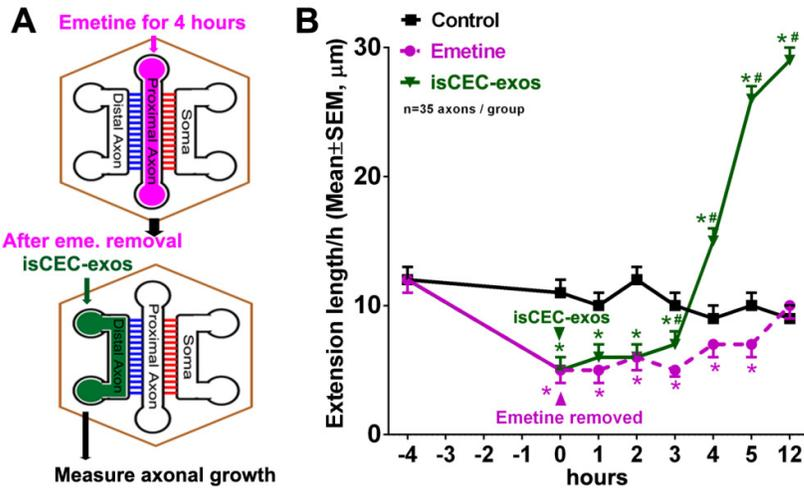 A
Emetine for 4 hours
Distal Axon
Proximal Axon
Soma
After eme. removal
isCEC-exos
Distal Axon
Proximal Axon
Soma
Measure axonal growth
B
Control
Emetine
isCEC-exos
n=35 axons / group
Extension length/h (Mean±SEM, μm)
30
20
10
0
* #
* #
* #
* #
isCEC-exos
* * *
* * * * * *
Emetine removed
-4 -3 -2 -1 0 1 2 3 4 5 12
hours